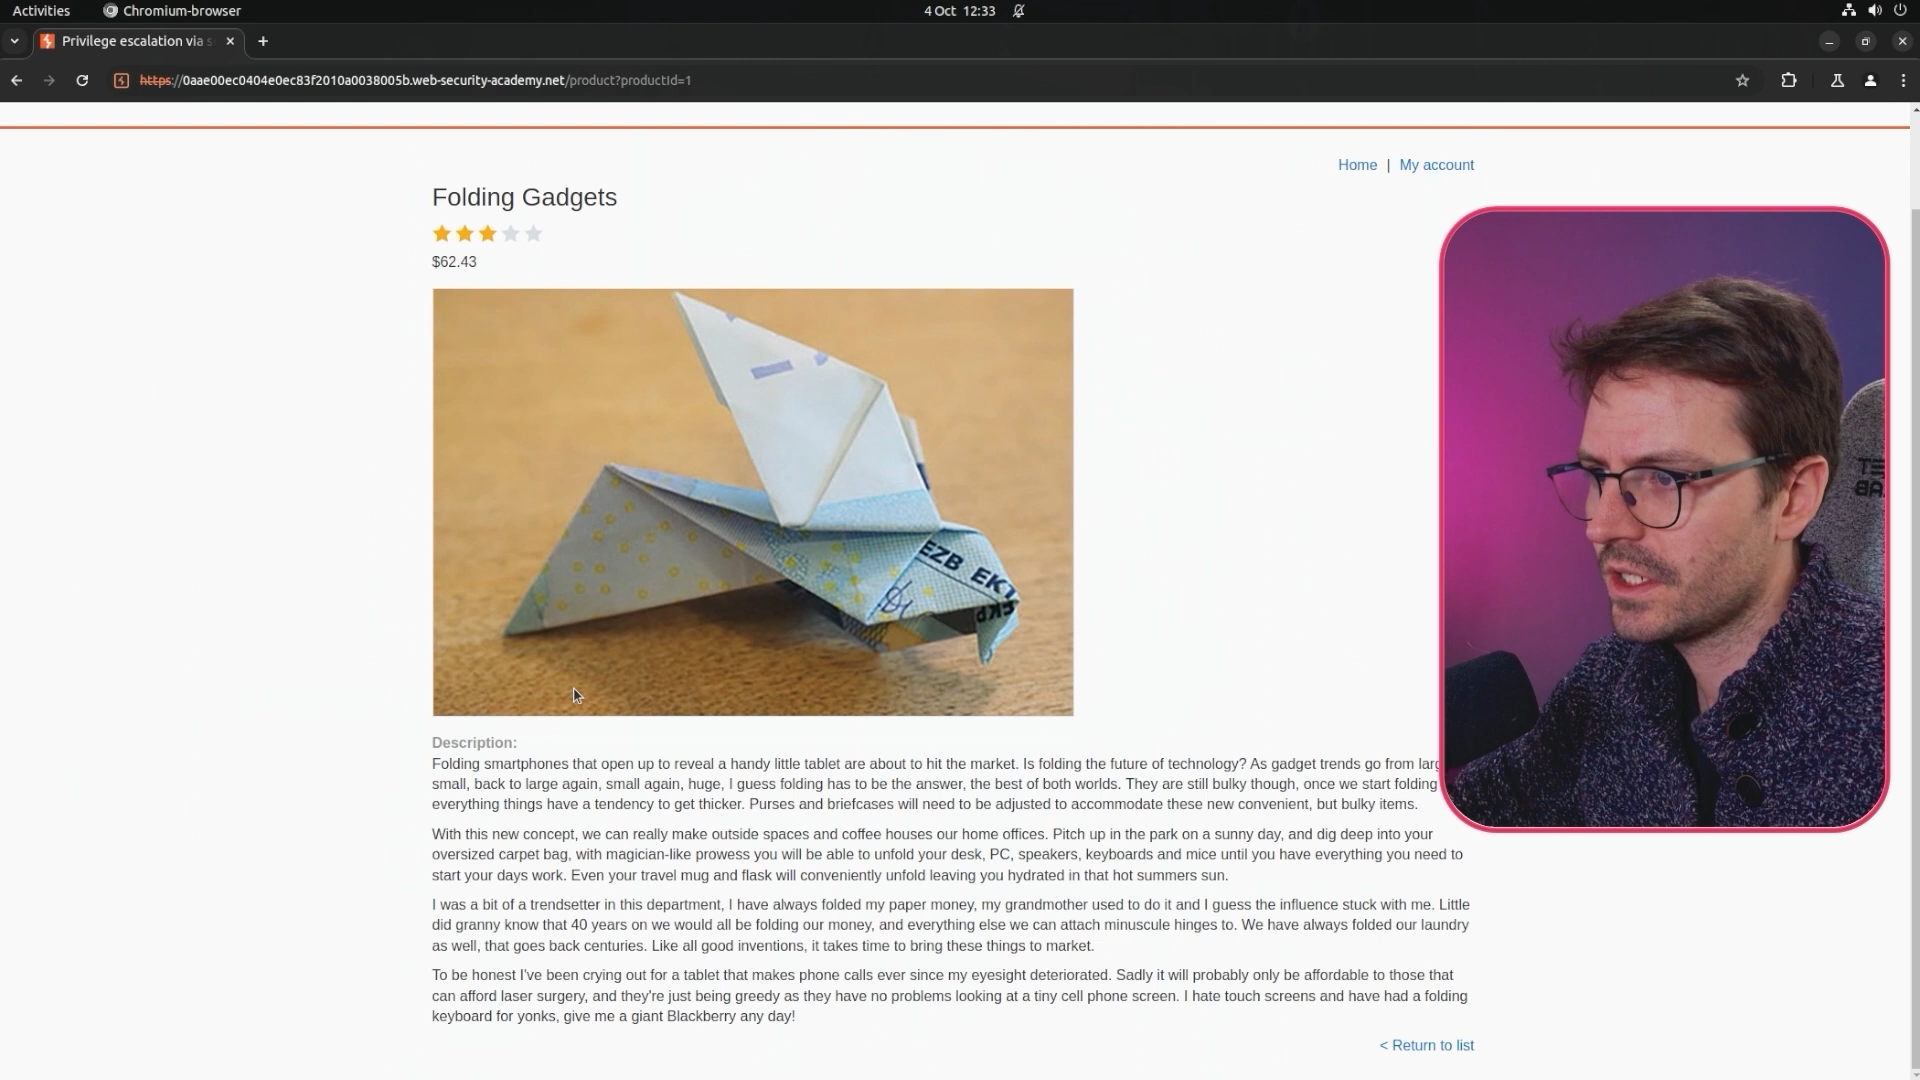 Activities
Chromium-browser
4 Oct 12:33
Privilege escalation via s
https://0aae00ec0404e0ec83f2010a0038005b.web-security-academy.net/product?productId=1
Home | My account
Folding Gadgets
$62.43
EZB EKT
EKP
TE
BA
Description:
Folding smartphones that open up to reveal a handy little tablet are about to hit the market. Is folding the future of technology? As gadget trends go from larg
small, back to large again, small again, huge, I guess folding has to be the answer, the best of both worlds. They are still bulky though, once we start folding
everything things have a tendency to get thicker. Purses and briefcases will need to be adjusted to accommodate these new convenient, but bulky items.
With this new concept, we can really make outside spaces and coffee houses our home offices. Pitch up in the park on a sunny day, and dig deep into your
oversized carpet bag, with magician-like prowess you will be able to unfold your desk, PC, speakers, keyboards and mice until you have everything you need to
start your days work. Even your travel mug and flask will conveniently unfold leaving you hydrated in that hot summers sun.
I was a bit of a trendsetter in this department, I have always folded my paper money, my grandmother used to do it and I guess the influence stuck with me. Little
did granny know that 40 years on we would all be folding our money, and everything else we can attach minuscule hinges to. We have always folded our laundry
as well, that goes back centuries. Like all good inventions, it takes time to bring these things to market.
To be honest I've been crying out for a tablet that makes phone calls ever since my eyesight deteriorated. Sadly it will probably only be affordable to those that
can afford laser surgery, and they're just being greedy as they have no problems looking at a tiny cell phone screen. I hate touch screens and have had a folding
keyboard for yonks, give me a giant Blackberry any day!
< Return to list